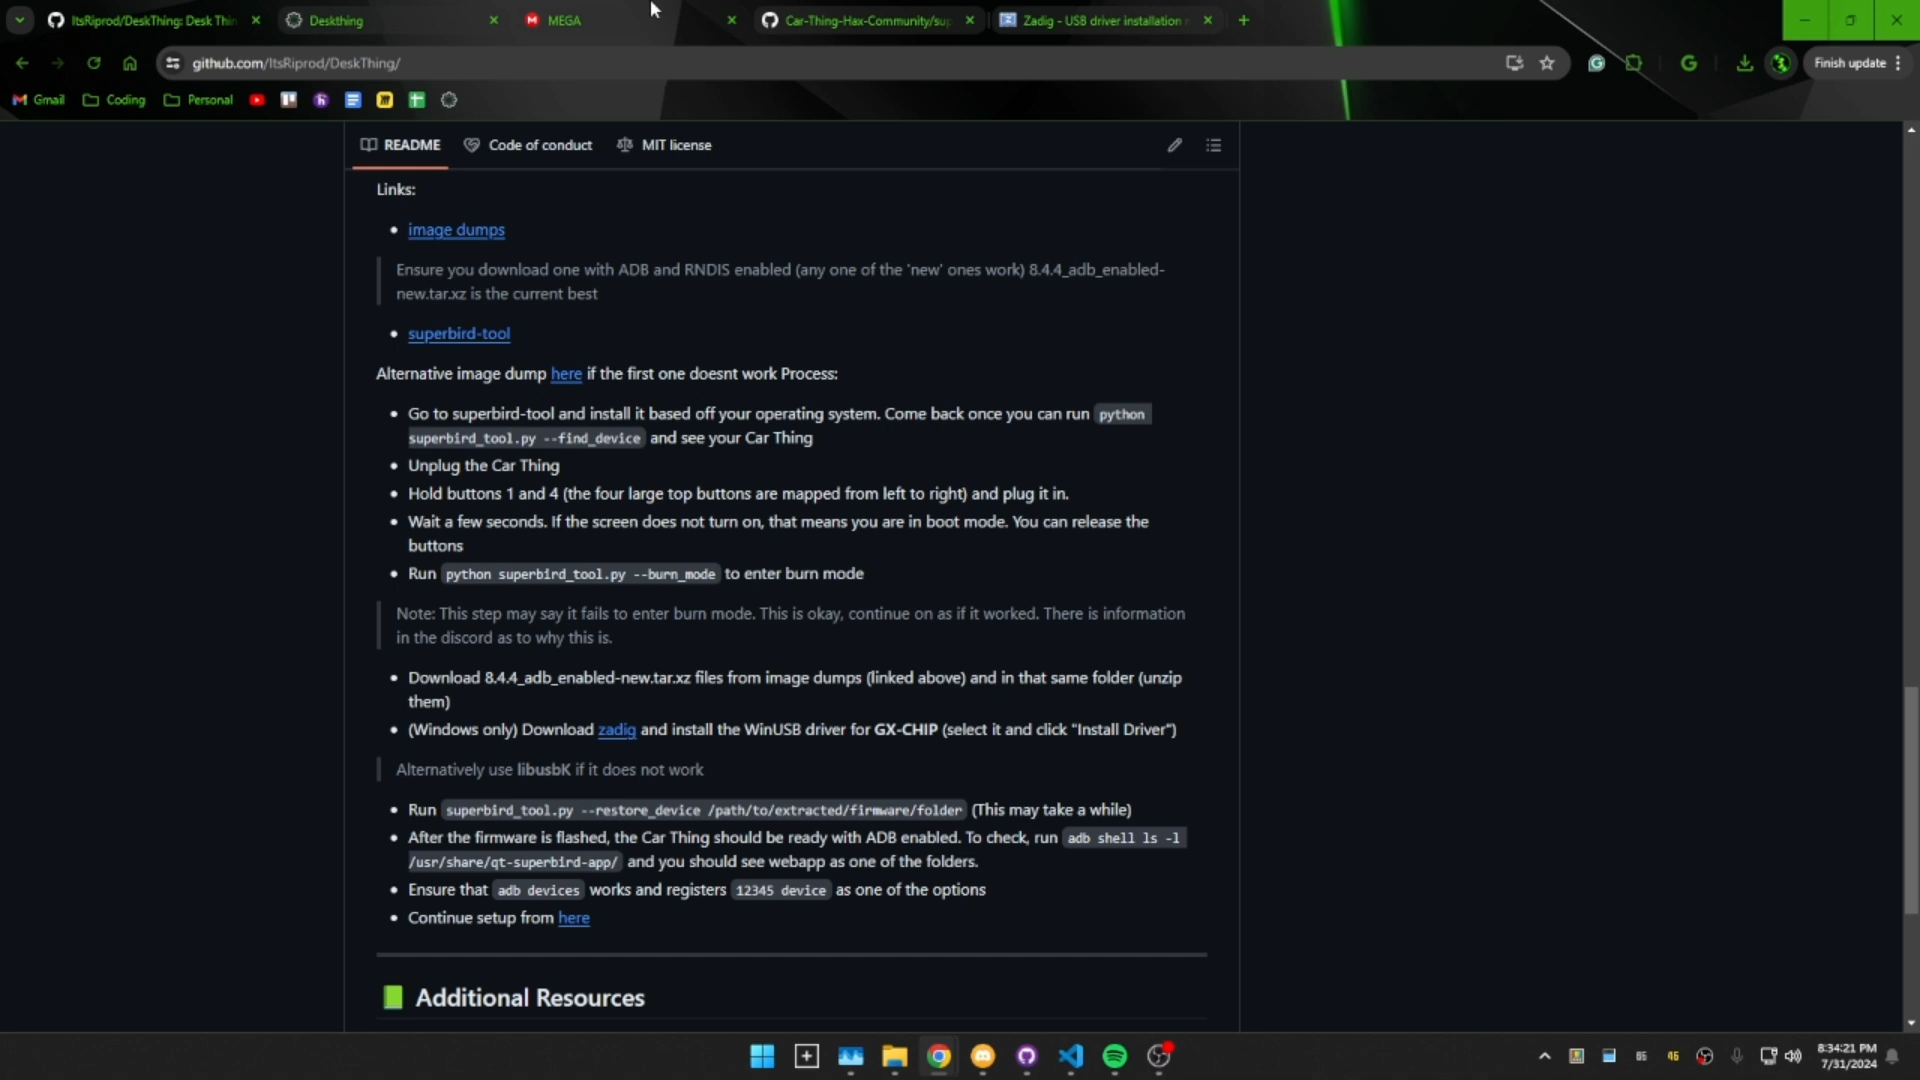 ItsRiprod/DeskThing: Desk Thin
Deskthing
MEGA
Car-Thing-Hax-Community/sup
Zadig - USB driver installation
github.com/ItsRiprod/DeskThing/
Finish update
Gmail
Coding
Personal
README
Code of conduct
MIT license
Links:
image dumps
Ensure you download one with ADB and RNDIS enabled (any one of the 'new' ones work) 8.4.4_adb_enabled-
new.tar.xz is the current best
superbird-tool
Alternative image dump here if the first one doesnt work Process:
Go to superbird-tool and install it based off your operating system. Come back once you can run python
superbird_tool.py --find_device and see your Car Thing
Unplug the Car Thing
Hold buttons 1 and 4 (the four large top buttons are mapped from left to right) and plug it in.
Wait a few seconds. If the screen does not turn on, that means you are in boot mode. You can release the
buttons
Run python superbird_tool.py --burn_mode to enter burn mode
Note: This step may say it fails to enter burn mode. This is okay, continue on as if it worked. There is information
in the discord as to why this is.
Download 8.4.4_adb_enabled-new.tar.xz files from image dumps (linked above) and in that same folder (unzip
them)
(Windows only) Download zadig and install the WinUSB driver for GX-CHIP (select it and click "Install Driver")
Alternatively use libusbK if it does not work
Run superbird_tool.py --restore_device /path/to/extracted/firmware/folder (This may take a while)
After the firmware is flashed, the Car Thing should be ready with ADB enabled. To check, run adb shell ls -l
/usr/share/qt-superbird-app/ and you should see webapp as one of the folders.
Ensure that adb devices works and registers 12345 device as one of the options
Continue setup from here
Additional Resources
8:34:21 PM
7/31/2024